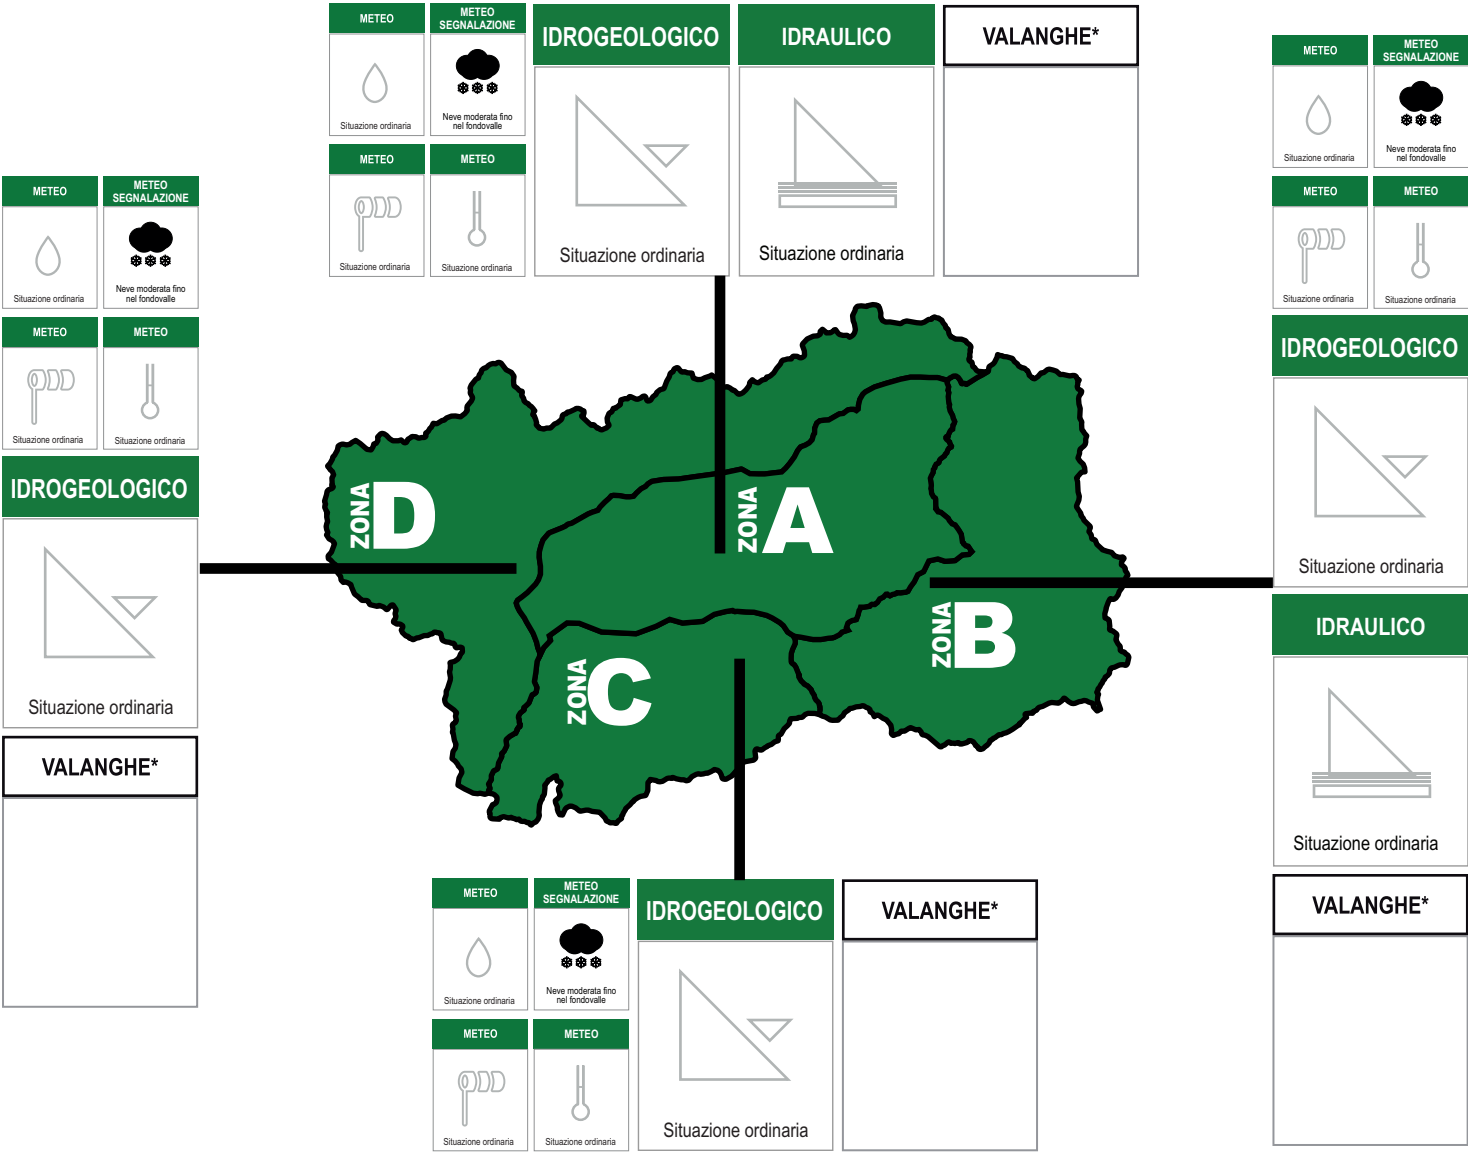 METEO
Situazione ordinaria
METEO
SEGNALAZIONE
Neve moderata fino
nel fondovalle
METEO
Situazione ordinaria
METEO
Situazione ordinaria
IDROGEOLOGICO
Situazione ordinaria
IDRAULICO
Situazione ordinaria
VALANGHE*
METEO
Situazione ordinaria
METEO
SEGNALAZIONE
Neve moderata fino
nel fondovalle
METEO
Situazione ordinaria
METEO
Situazione ordinaria
IDROGEOLOGICO
Situazione ordinaria
VALANGHE*
ZONA D
ZONA A
ZONA B
ZONA C
METEO
Situazione ordinaria
METEO
SEGNALAZIONE
Neve moderata fino
nel fondovalle
METEO
Situazione ordinaria
METEO
Situazione ordinaria
IDROGEOLOGICO
Situazione ordinaria
IDRAULICO
Situazione ordinaria
VALANGHE*
METEO
Situazione ordinaria
METEO
SEGNALAZIONE
Neve moderata fino
nel fondovalle
METEO
Situazione ordinaria
METEO
Situazione ordinaria
IDROGEOLOGICO
Situazione ordinaria
VALANGHE*